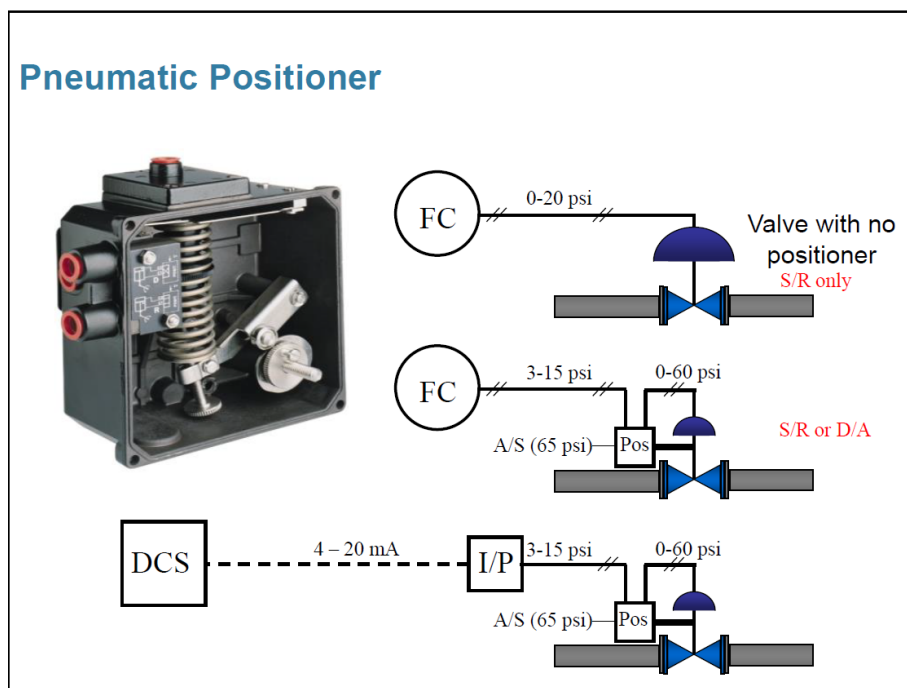 Pneumatic Positioner
FC
0-20 psi
Valve with no
positioner
S/R only
FC
3-15 psi
0-60 psi
A/S (65 psi)
Pos
S/R or D/A
DCS
4 – 20 mA
I/P
3-15 psi
0-60 psi
A/S (65 psi)
Pos